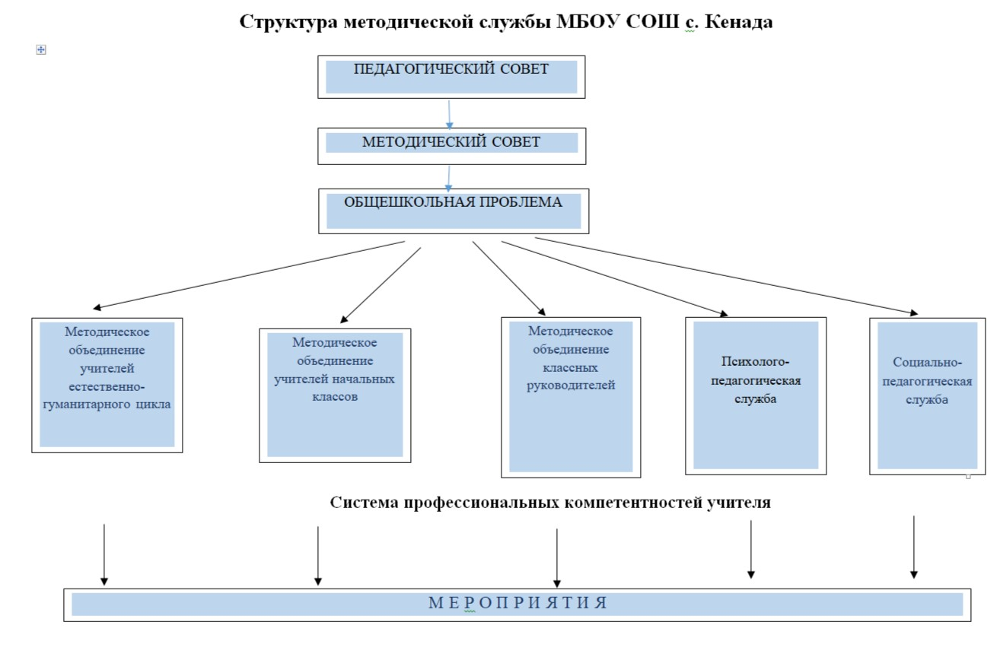 Структура методической службы МБОУ СОШ с. Кенада
ПЕДАГОГИЧЕСКИЙ СОВЕТ
МЕТОДИЧЕСКИЙ СОВЕТ
ОБЩЕШКОЛЬНАЯ ПРОБЛЕМА
Методическое
объединение
учителей
естественно-
гуманитарного цикла
Методическое
объединение
учителей начальных
классов
Методическое
объединение
классных
руководителей
Психолого-
педагогическая
служба
Социально-
педагогическая
служба
Система профессиональных компетентностей учителя
М Е Р О П Р И Я Т И Я